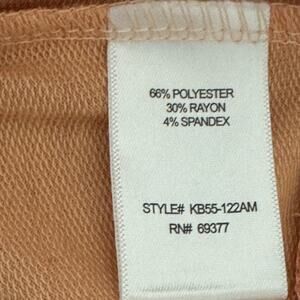 66% POLYESTER
30% RAYON
4% SPANDEX
STYLE# KB55-122AM
RN# 69377